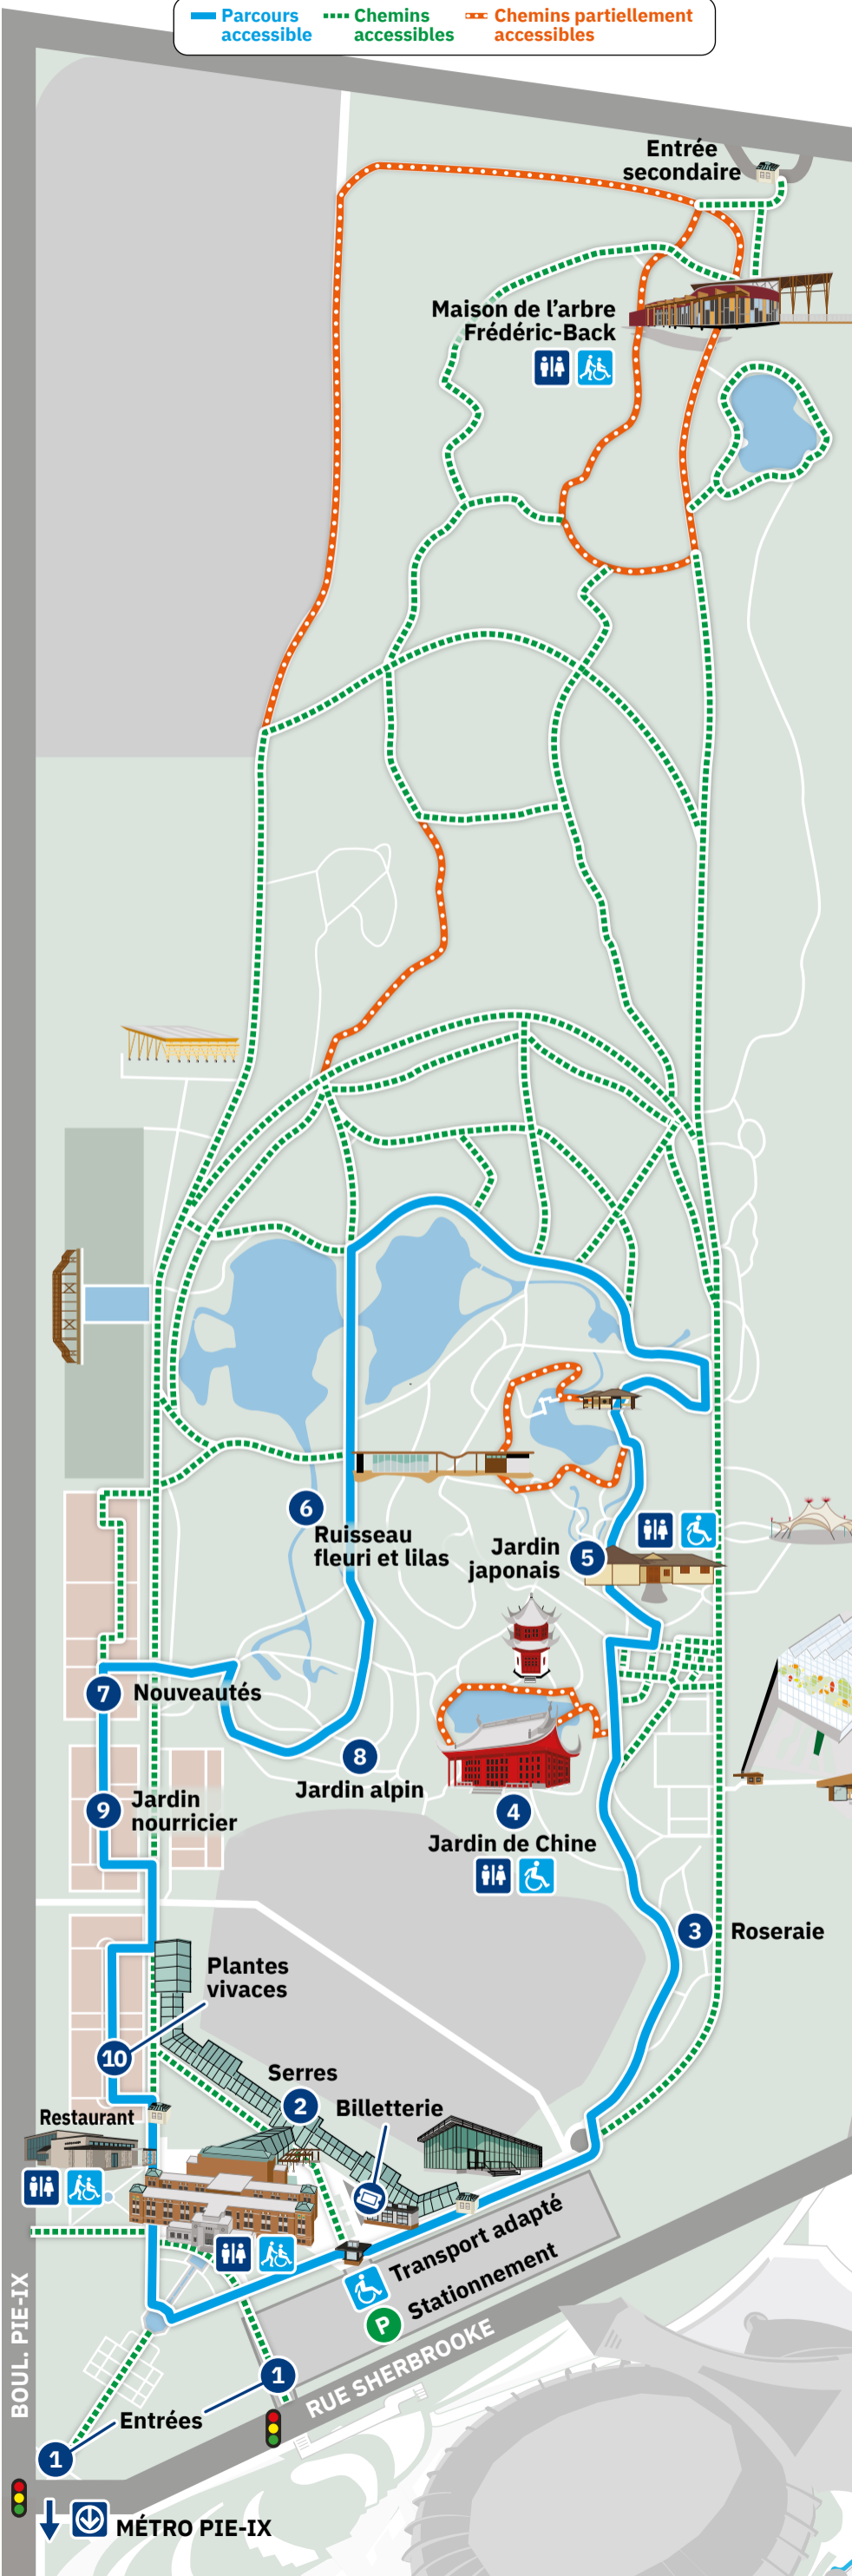 Parcours
accessible
Chemins
accessibles
Chemins partiellement
accessibles
Entrée
secondaire
Maison de l’arbre
Frédéric-Back
6
Ruisseau
fleuri et lilas
Jardin
japonais
5
7
Nouveautés
8
Jardin alpin
9
Jardin
nourricier
4
Jardin de Chine
3
Roseraie
Plantes
vivaces
10
Serres
2
Billetterie
Restaurant
Transport adapté
P
Stationnement
BOUL. PIE-IX
RUE SHERBROOKE
1
Entrées
1
MÉTRO PIE-IX